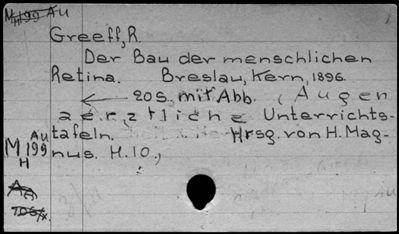 M H 199 Au
Greeff, R.
Der Bau der menschlichen
Retina. Breslau, Kern, 1896.
20 S. mit Abb. (Augen
aerztliche Unterrichts-
tafeln. Hrsg. von H. Mag-
nus. H. 10.,
Au
M 199
H